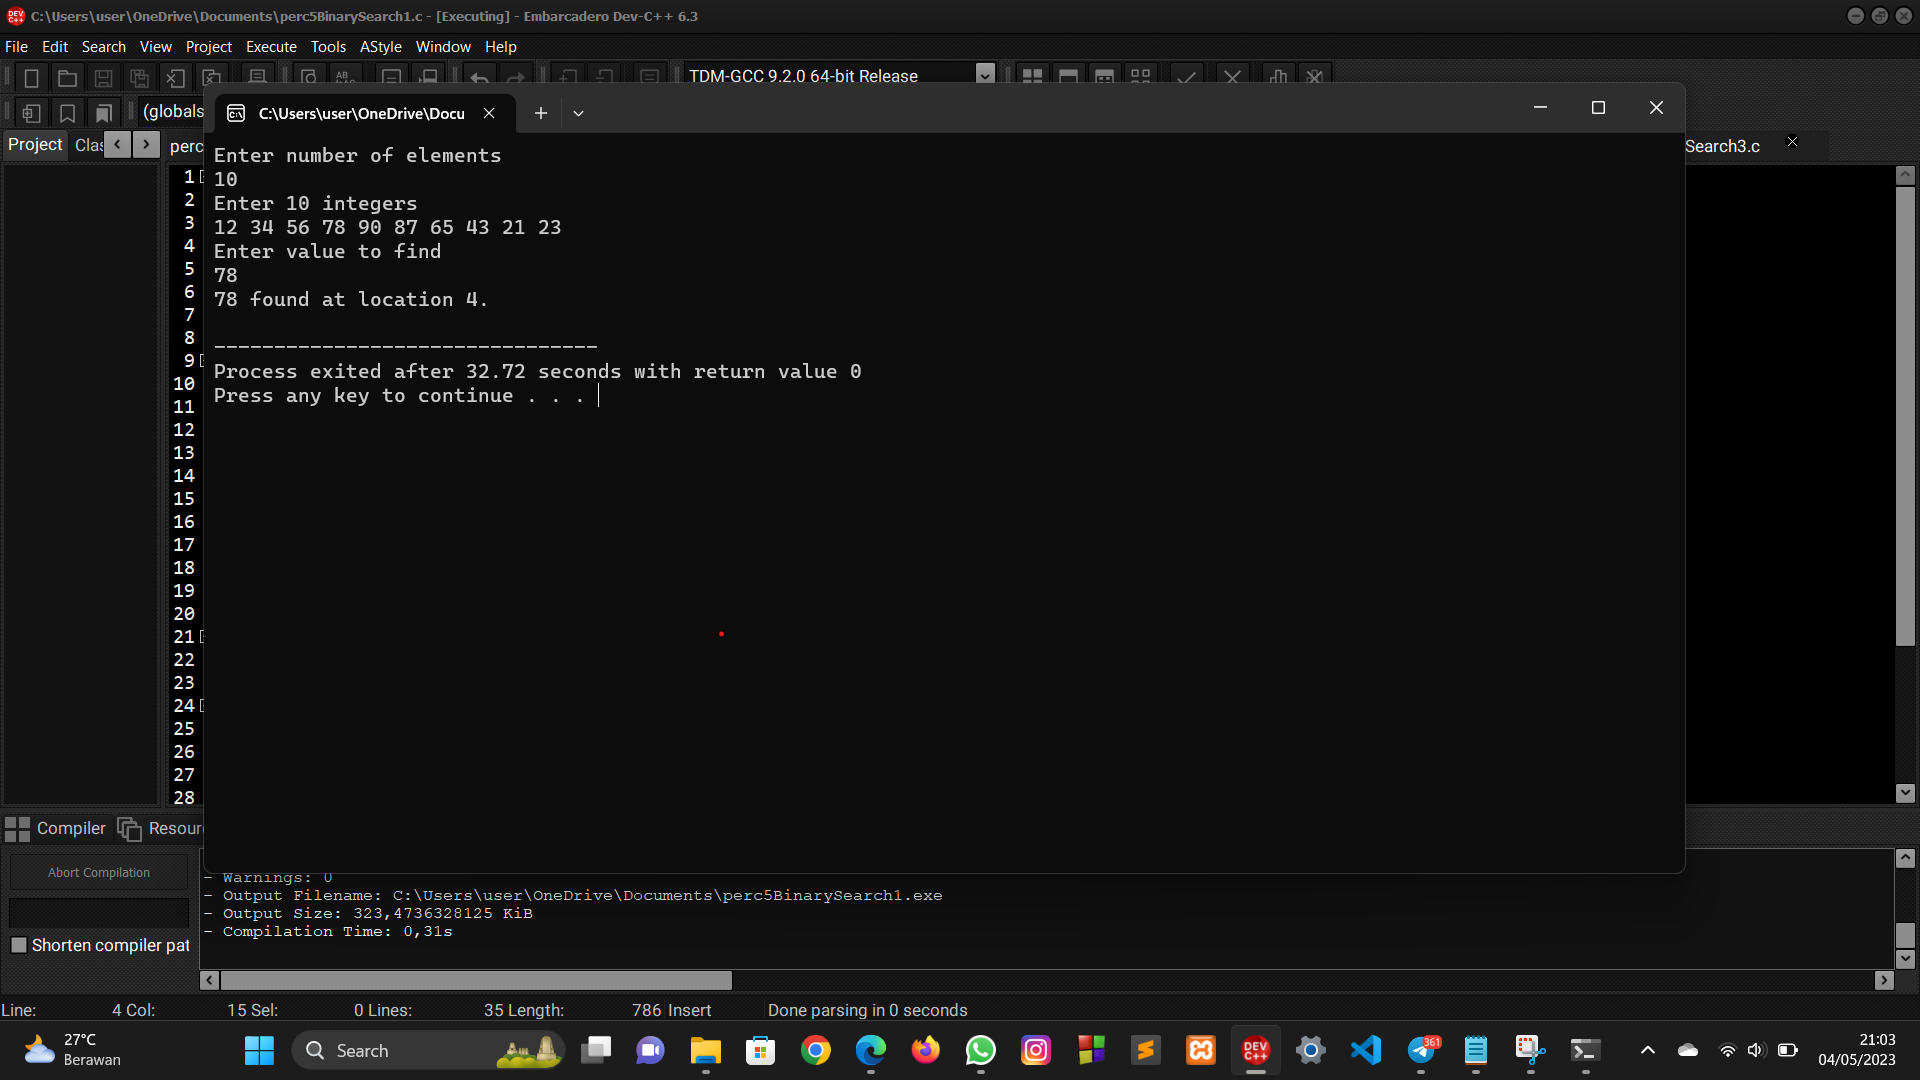 C:\Users\user\OneDrive\Documents\perc5BinarySearch1.c - [Executing] - Embarcadero Dev-C++ 6.3
File Edit Search View Project Execute Tools AStyle Window Help
TDM-GCC 9.2.0 64-bit Release
(globals
C:\Users\user\OneDrive\Docu
Project Clas
perc
Search3.c
Enter number of elements
10
Enter 10 integers
12 34 56 78 90 87 65 43 21 23
Enter value to find
78
78 found at location 4.
--------------------------------
Process exited after 32.72 seconds with return value 0
Press any key to continue . . .
1
2
3
4
5
6
7
8
9
10
11
12
13
14
15
16
17
18
19
20
21
22
23
24
25
26
27
28
Compiler Resour
Abort Compilation
Shorten compiler pat
- Warnings: 0
- Output Filename: C:\Users\user\OneDrive\Documents\perc5BinarySearch1.exe
- Output Size: 323,4736328125 KiB
- Compilation Time: 0,31s
Line: 4 Col: 15 Sel: 0 Lines: 35 Length: 786 Insert Done parsing in 0 seconds
27°C
Berawan
Search
DEV C++
361
21:03
04/05/2023